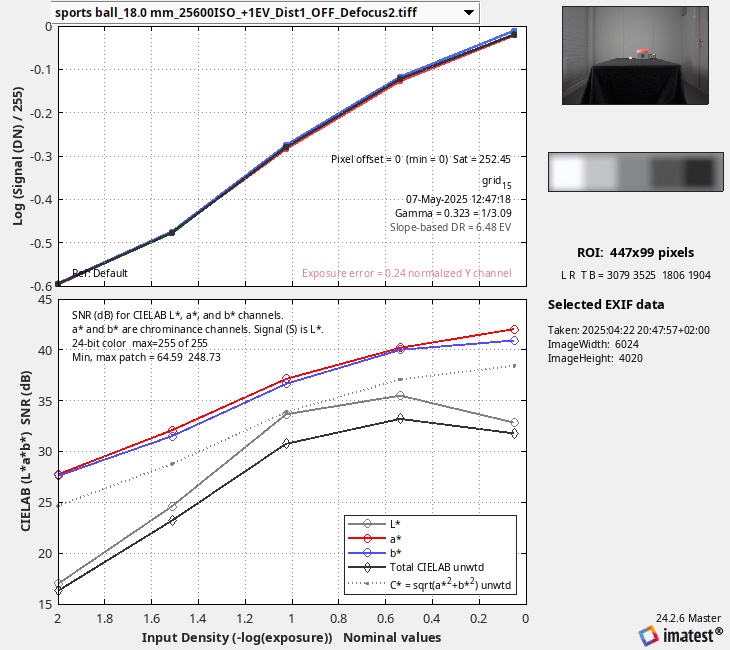 sports ball_18.0 mm_25600ISO_+1EV_Dist1_OFF_Defocus2.tiff
0
-0.1
-0.2
-0.3
-0.4
-0.5
-0.6
Log (Signal (DN) / 255)
Pixel offset = 0 (min = 0) Sat = 252.45
grid15
07-May-2025 12:47:18
Gamma = 0.323 = 1/3.09
Slope-based DR = 6.48 EV
Ref: Default
Exposure error = 0.24 normalized Y channel
45
40
35
30
25
20
15
CIELAB (L*a*b*) SNR (dB)
SNR (dB) for CIELAB L*, a*, and b* channels.
a* and b* are chrominance channels. Signal (S) is L*.
24-bit color max=255 of 255
Min, max patch = 64.59 248.73
L*
a*
b*
Total CIELAB unwtd
C* = sqrt(a*2+b*2) unwtd
2 1.8 1.6 1.4 1.2 1 0.8 0.6 0.4 0.2 0
Input Density (-log(exposure)) Nominal values
ROI: 447x99 pixels
L R T B = 3079 3525 1806 1904
Selected EXIF data
Taken: 2025:04:22 20:47:57+02:00
ImageWidth: 6024
ImageHeight: 4020
24.2.6 Master
imatest®